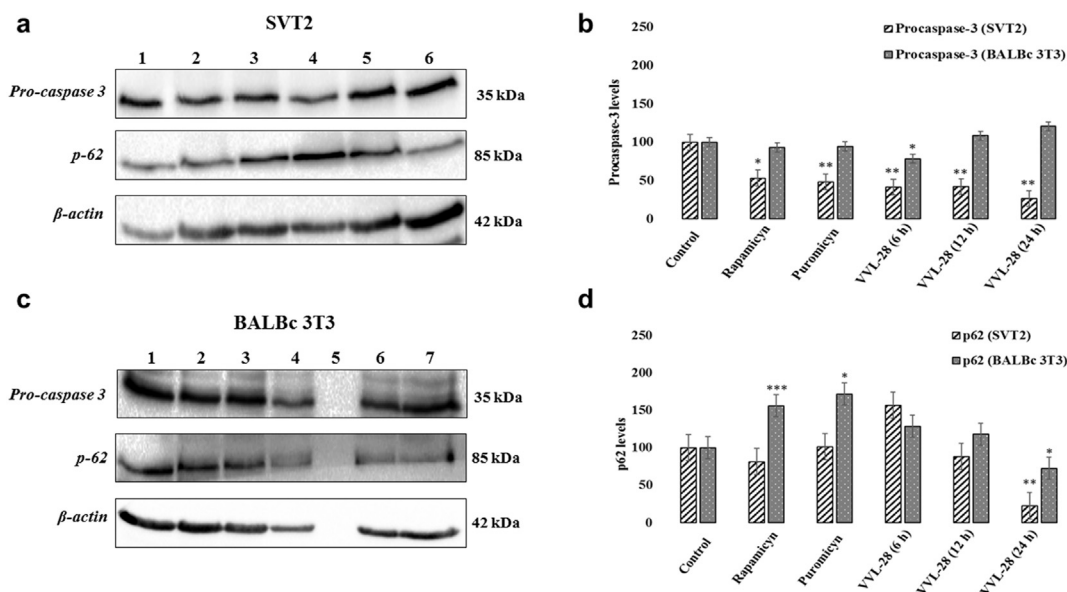 a
SVT2
1 2 3 4 5 6
Pro-caspase 3
35 kDa
p-62
85 kDa
β-actin
42 kDa
b
250
200
150
100
50
0
Procaspase-3 levels
Procaspase-3 (SVT2)
Procaspase-3 (BALBc 3T3)
* ** ** * ** **
Control
Rapamicyn
Puromicyn
VVL-28 (6 h)
VVL-28 (12 h)
VVL-28 (24 h)
c
BALBc 3T3
1 2 3 4 5 6 7
Pro-caspase 3
35 kDa
p-62
85 kDa
β-actin
42 kDa
d
250
200
150
100
50
0
p62 levels
p62 (SVT2)
p62 (BALBc 3T3)
*** * ** *
Control
Rapamicyn
Puromicyn
VVL-28 (6 h)
VVL-28 (12 h)
VVL-28 (24 h)